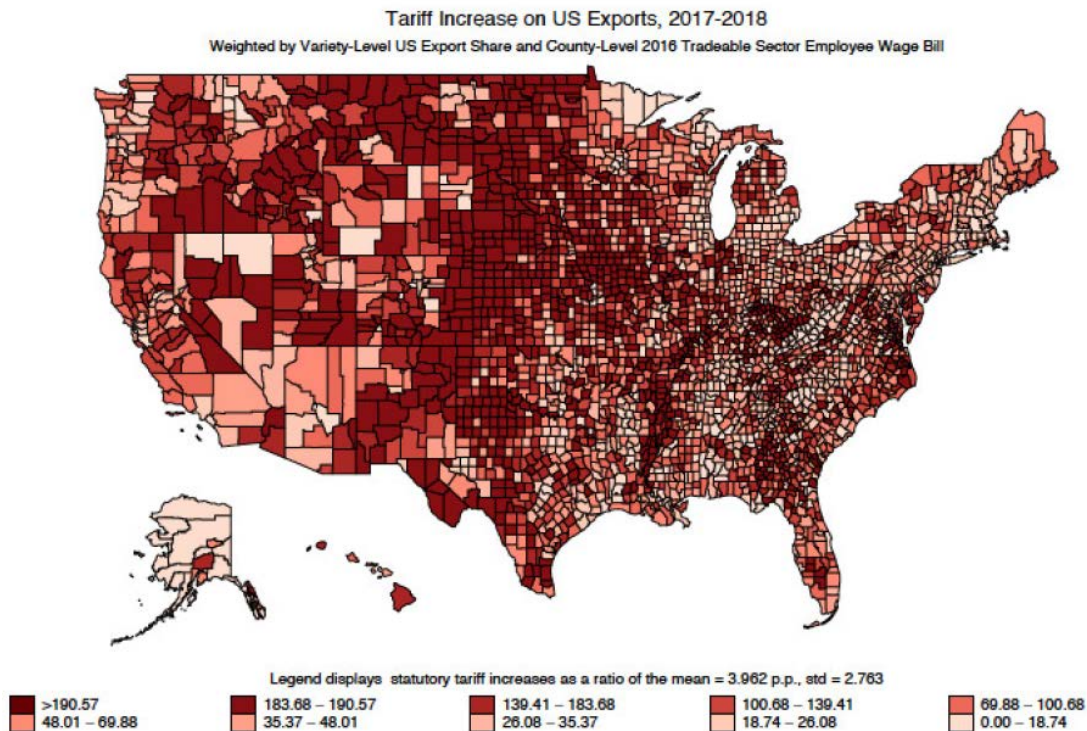 Tariff Increase on US Exports, 2017-2018
Weighted by Variety-Level US Export Share and County-Level 2016 Tradeable Sector Employee Wage Bill
Legend displays statutory tariff increases as a ratio of the mean = 3.962 p.p., std = 2.763
>190.57 183.68 – 190.57 139.41 – 183.68 100.68 – 139.41 69.88 – 100.68
48.01 – 69.88 35.37 – 48.01 26.08 – 35.37 18.74 – 26.08 0.00 – 18.74